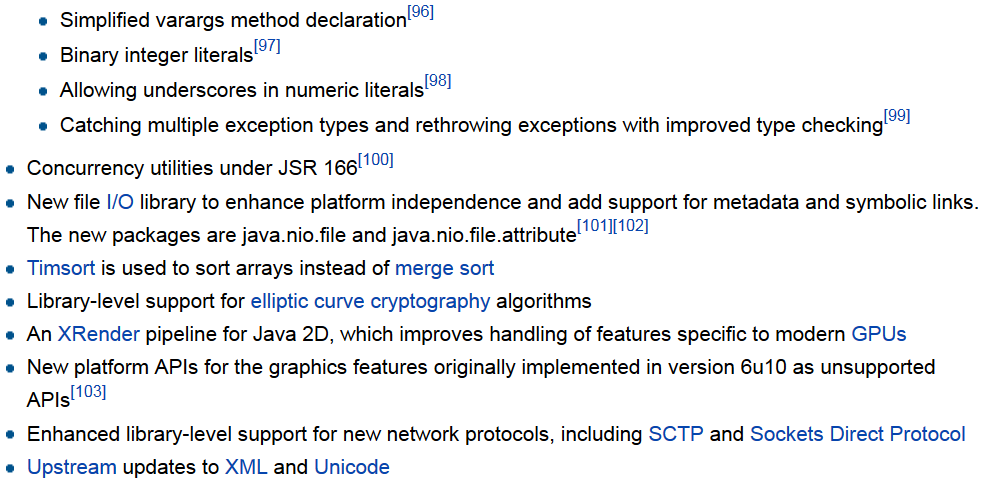 • Simplified varargs method declaration[96]
• Binary integer literals[97]
• Allowing underscores in numeric literals[98]
• Catching multiple exception types and rethrowing exceptions with improved type checking[99]
• Concurrency utilities under JSR 166[100]
• New file I/O library to enhance platform independence and add support for metadata and symbolic links.
The new packages are java.nio.file and java.nio.file.attribute[101][102]
• Timsort is used to sort arrays instead of merge sort
• Library-level support for elliptic curve cryptography algorithms
• An XRender pipeline for Java 2D, which improves handling of features specific to modern GPUs
• New platform APIs for the graphics features originally implemented in version 6u10 as unsupported
APIs[103]
• Enhanced library-level support for new network protocols, including SCTP and Sockets Direct Protocol
• Upstream updates to XML and Unicode